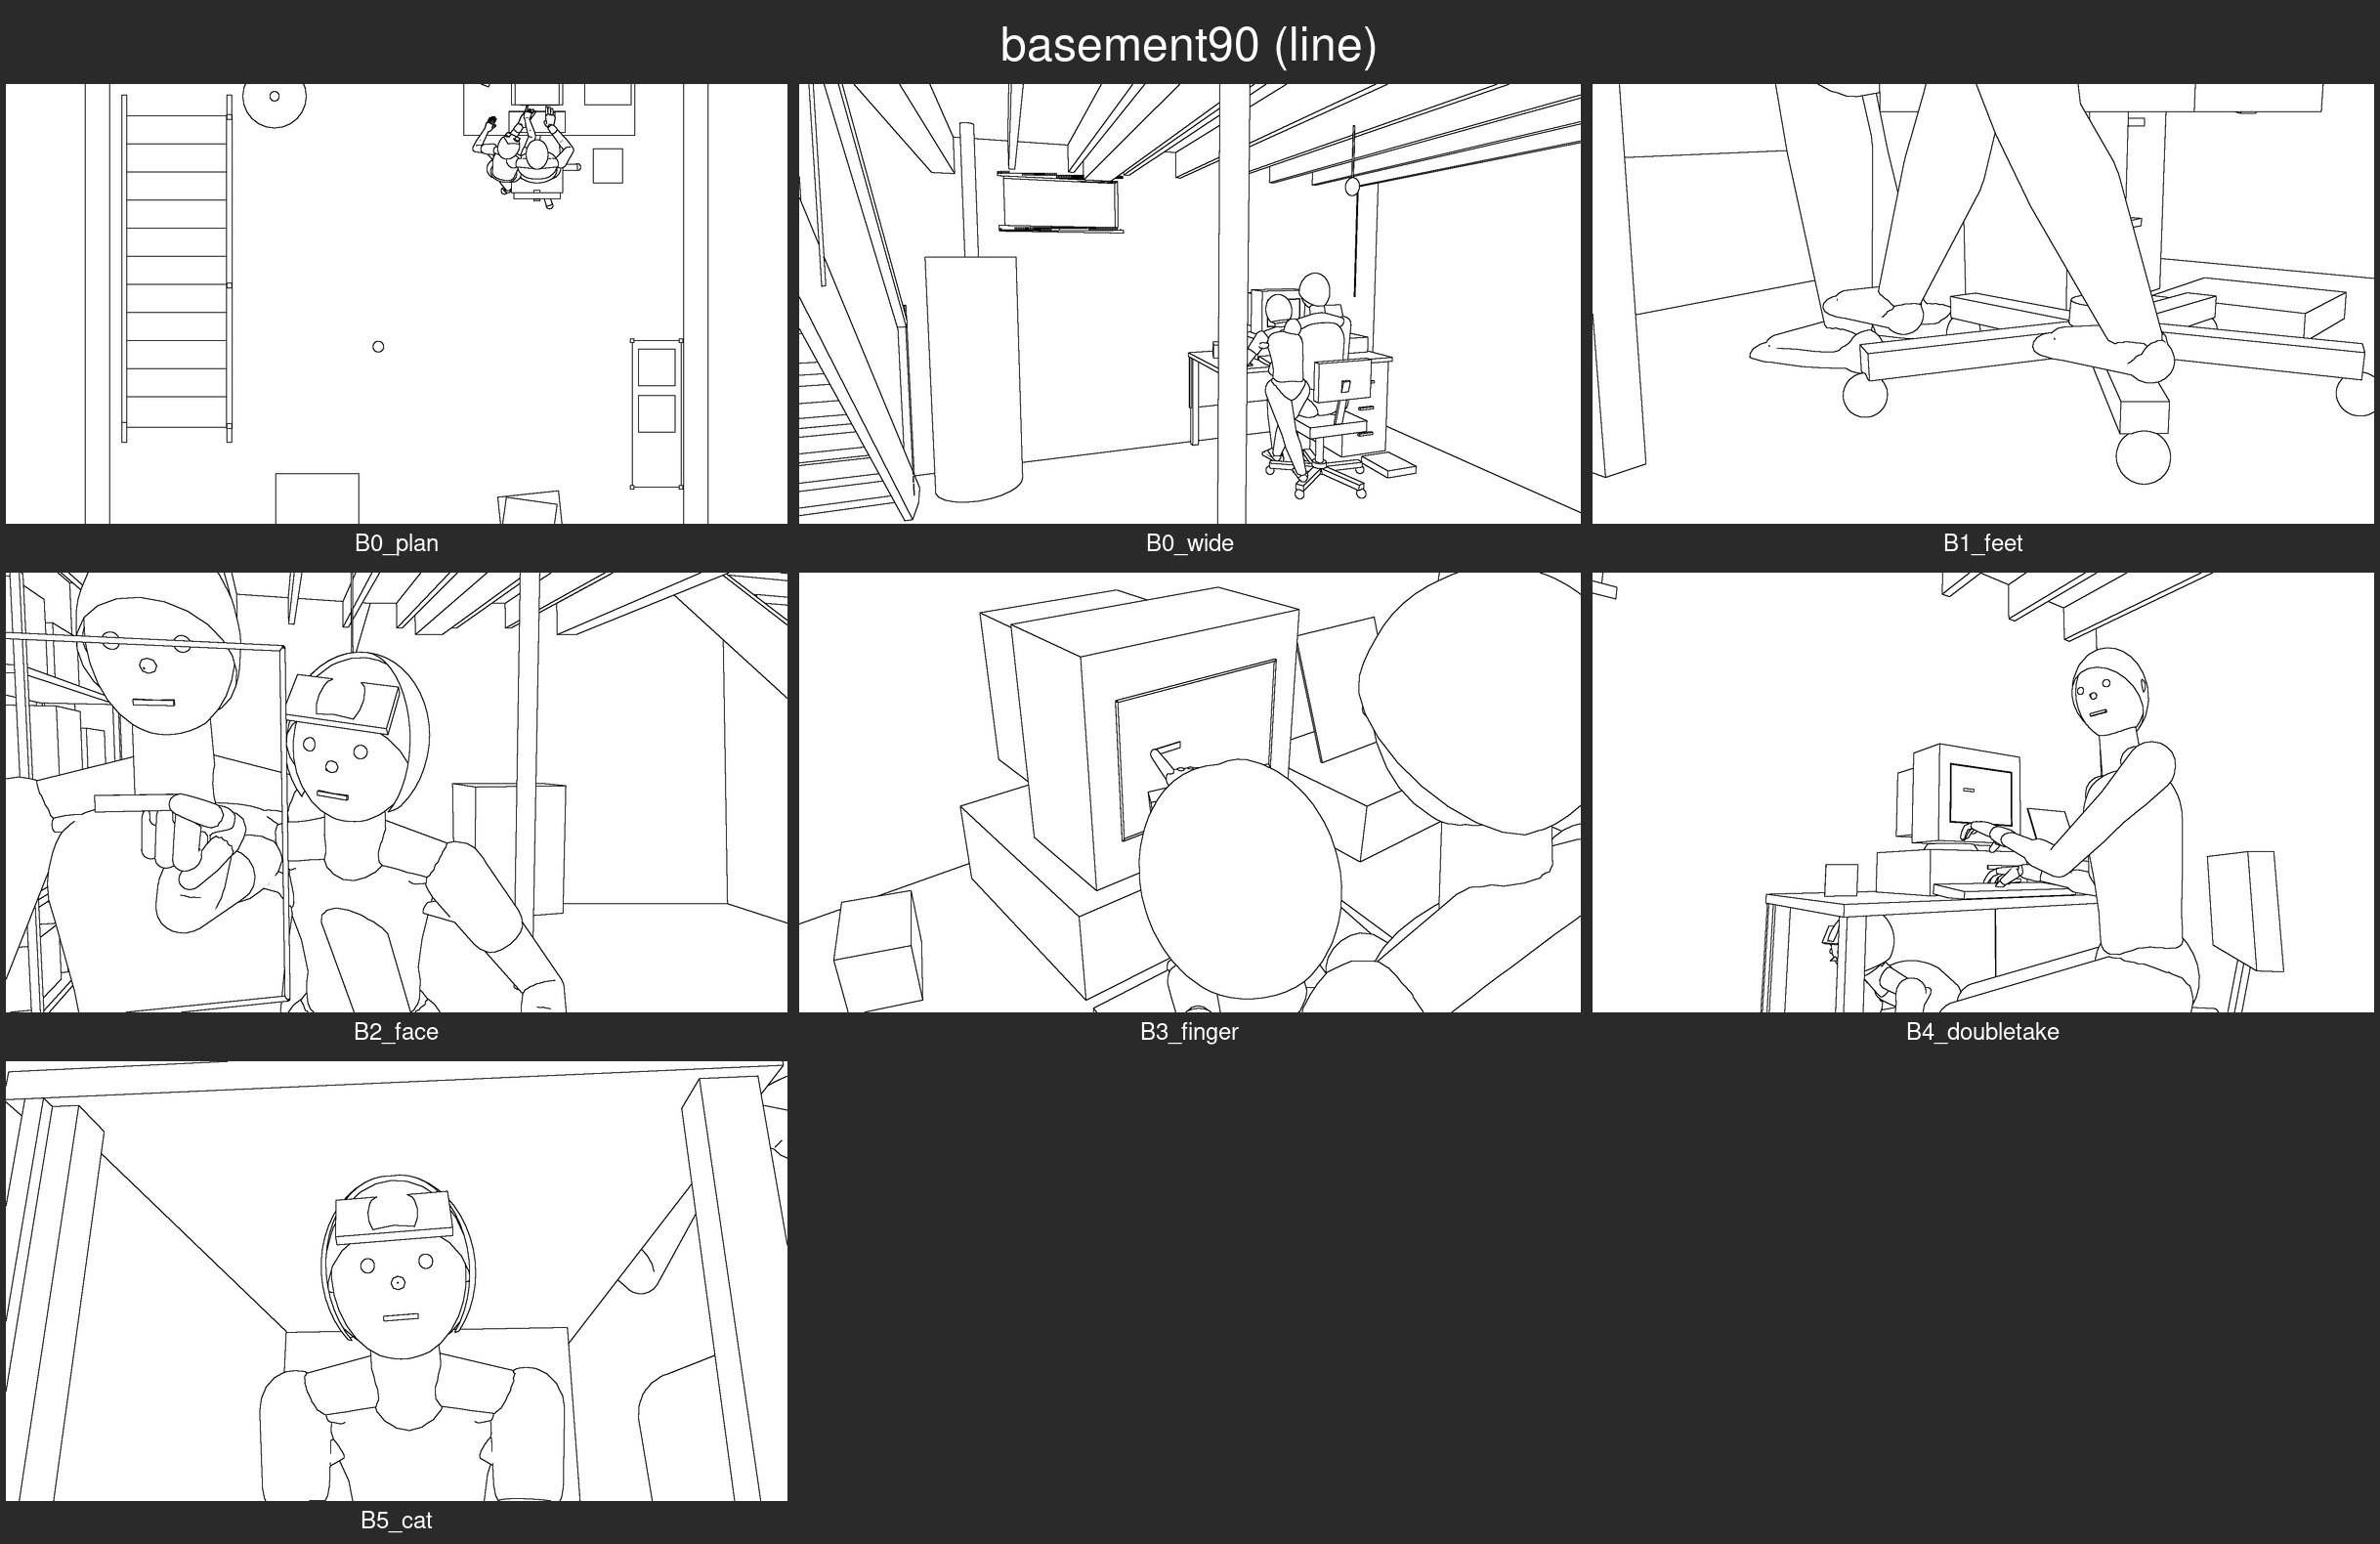 basement90 (line)
B0_plan
B0_wide
B1_feet
B2_face
B3_finger
B4_doubletake
B5_cat